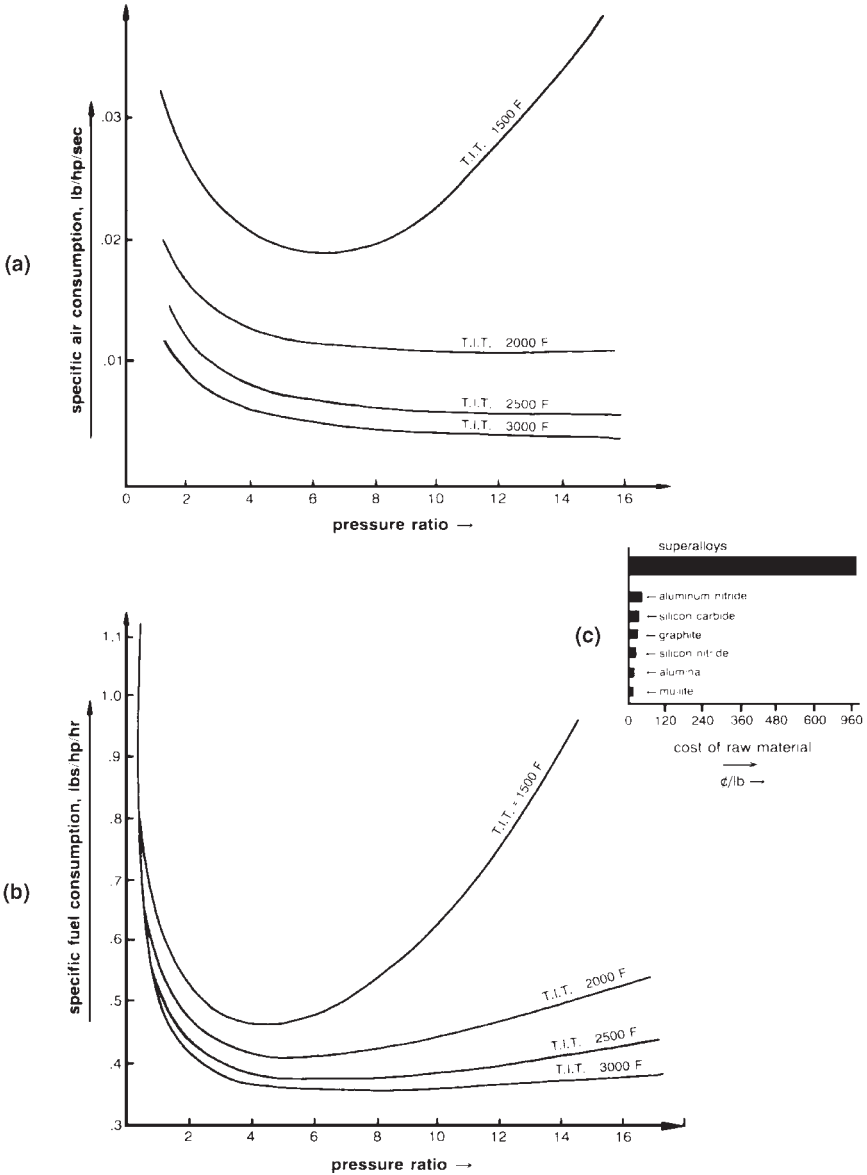 (a)
specific air consumption, lb/hp/sec
.03
.02
.01
T.I.T. 1500 F
T.I.T. 2000 F
T.I.T. 2500 F
T.I.T. 3000 F
0 2 4 6 8 10 12 14 16
pressure ratio →
(c)
superalloys
← aluminum nitride
← silicon carbide
← graphite
← silicon nitride
← alumina
← mullite
0 120 240 360 480 600 960
cost of raw material
→
¢/lb →
(b)
specific fuel consumption, lbs/hp/hr
1.1
1.0
.9
.8
.7
.6
.5
.4
.3
T.I.T. = 1500 F
T.I.T. 2000 F
T.I.T. 2500 F
T.I.T. 3000 F
2 4 6 8 10 12 14 16
pressure ratio →